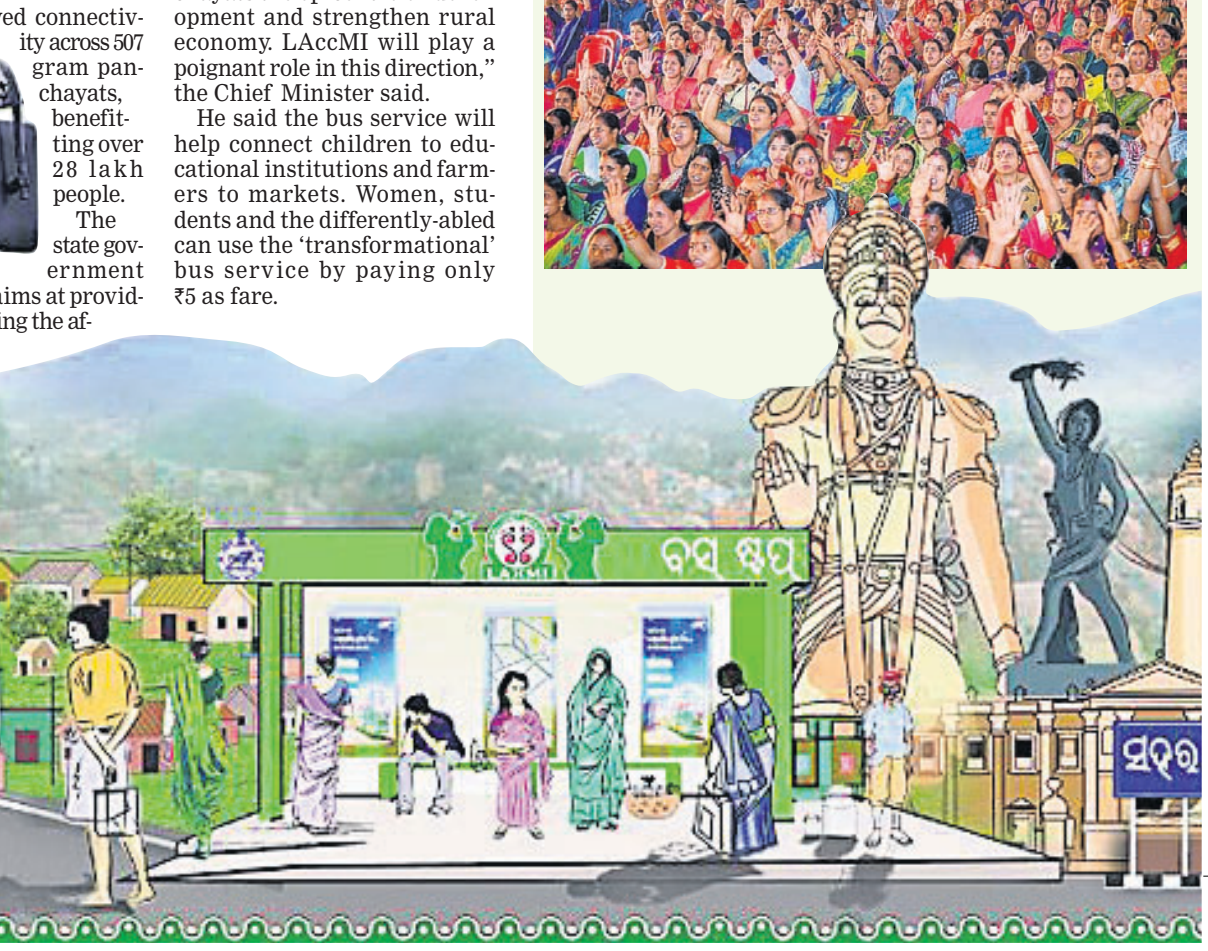 ved connectiv-
ity across 507
gram pan-
chayats,
benefit-
ting over
28 lakh
people.
The
state gov-
ernment
aims at provid-
ing the af-
opment and strengthen rural
economy. LAccMI will play a
poignant role in this direction,”
the Chief Minister said.
He said the bus service will
help connect children to edu-
cational institutions and farm-
ers to markets. Women, stu-
dents and the differently-abled
can use the ‘transformational’
bus service by paying only
₹5 as fare.
LAXMI
ବସ୍ ଷ୍ଟପ୍
ସଦ୍ର